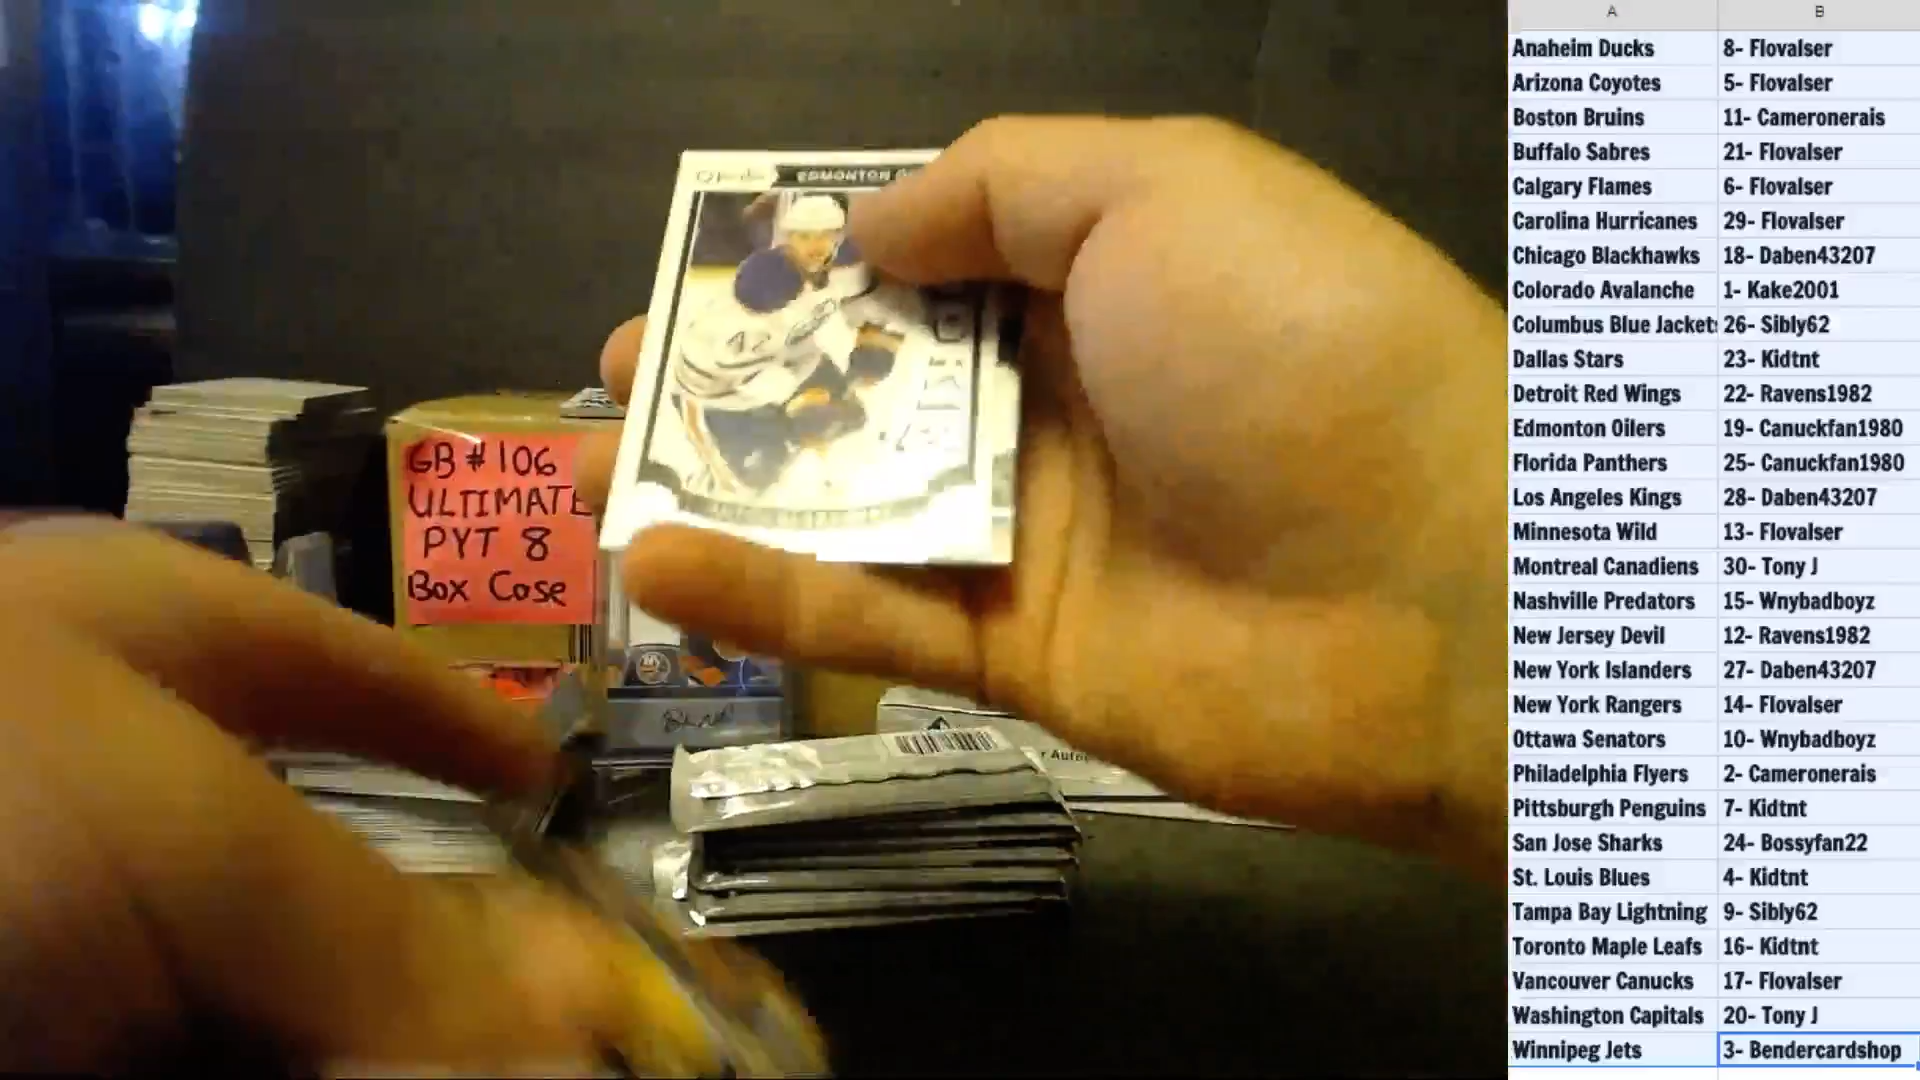 A B
Anaheim Ducks 8- Flovalser
Arizona Coyotes 5- Flovalser
Boston Bruins 11- Cameronerais
Buffalo Sabres 21- Flovalser
Calgary Flames 6- Flovalser
Carolina Hurricanes 29- Flovalser
Chicago Blackhawks 18- Daben43207
Colorado Avalanche 1- Kake2001
Columbus Blue Jackets 26- Sibly62
Dallas Stars 23- Kidtnt
Detroit Red Wings 22- Ravens1982
Edmonton Oilers 19- Canuckfan1980
Florida Panthers 25- Canuckfan1980
Los Angeles Kings 28- Daben43207
Minnesota Wild 13- Flovalser
Montreal Canadiens 30- Tony J
Nashville Predators 15- Wnybadboyz
New Jersey Devil 12- Ravens1982
New York Islanders 27- Daben43207
New York Rangers 14- Flovalser
Ottawa Senators 10- Wnybadboyz
Philadelphia Flyers 2- Cameronerais
Pittsburgh Penguins 7- Kidtnt
San Jose Sharks 24- Bossyfan22
St. Louis Blues 4- Kidtnt
Tampa Bay Lightning 9- Sibly62
Toronto Maple Leafs 16- Kidtnt
Vancouver Canucks 17- Flovalser
Washington Capitals 20- Tony J
Winnipeg Jets 3- Bendercardshop
EDMONTON
42
GB #106
ULTIMATE
PYT 8
Box Case